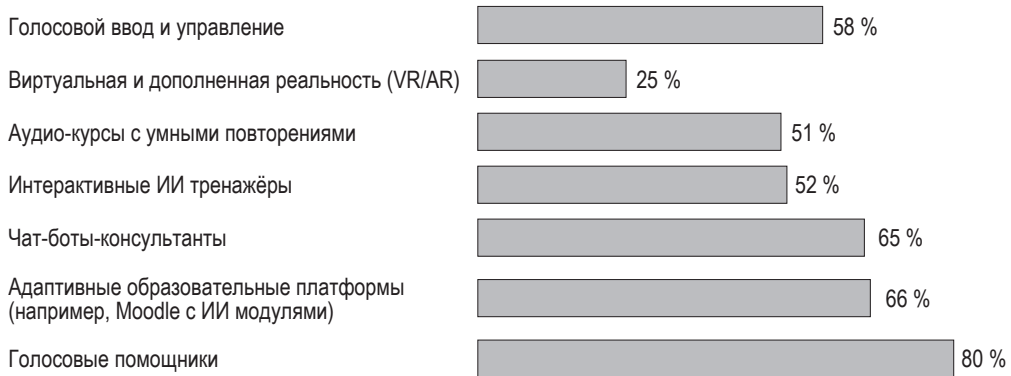 Голосовой ввод и управление 58 %
Виртуальная и дополненная реальность (VR/AR) 25 %
Аудио-курсы с умными повторениями 51 %
Интерактивные ИИ тренажёры 52 %
Чат-боты-консультанты 65 %
Адаптивные образовательные платформы
(например, Moodle с ИИ модулями) 66 %
Голосовые помощники 80 %